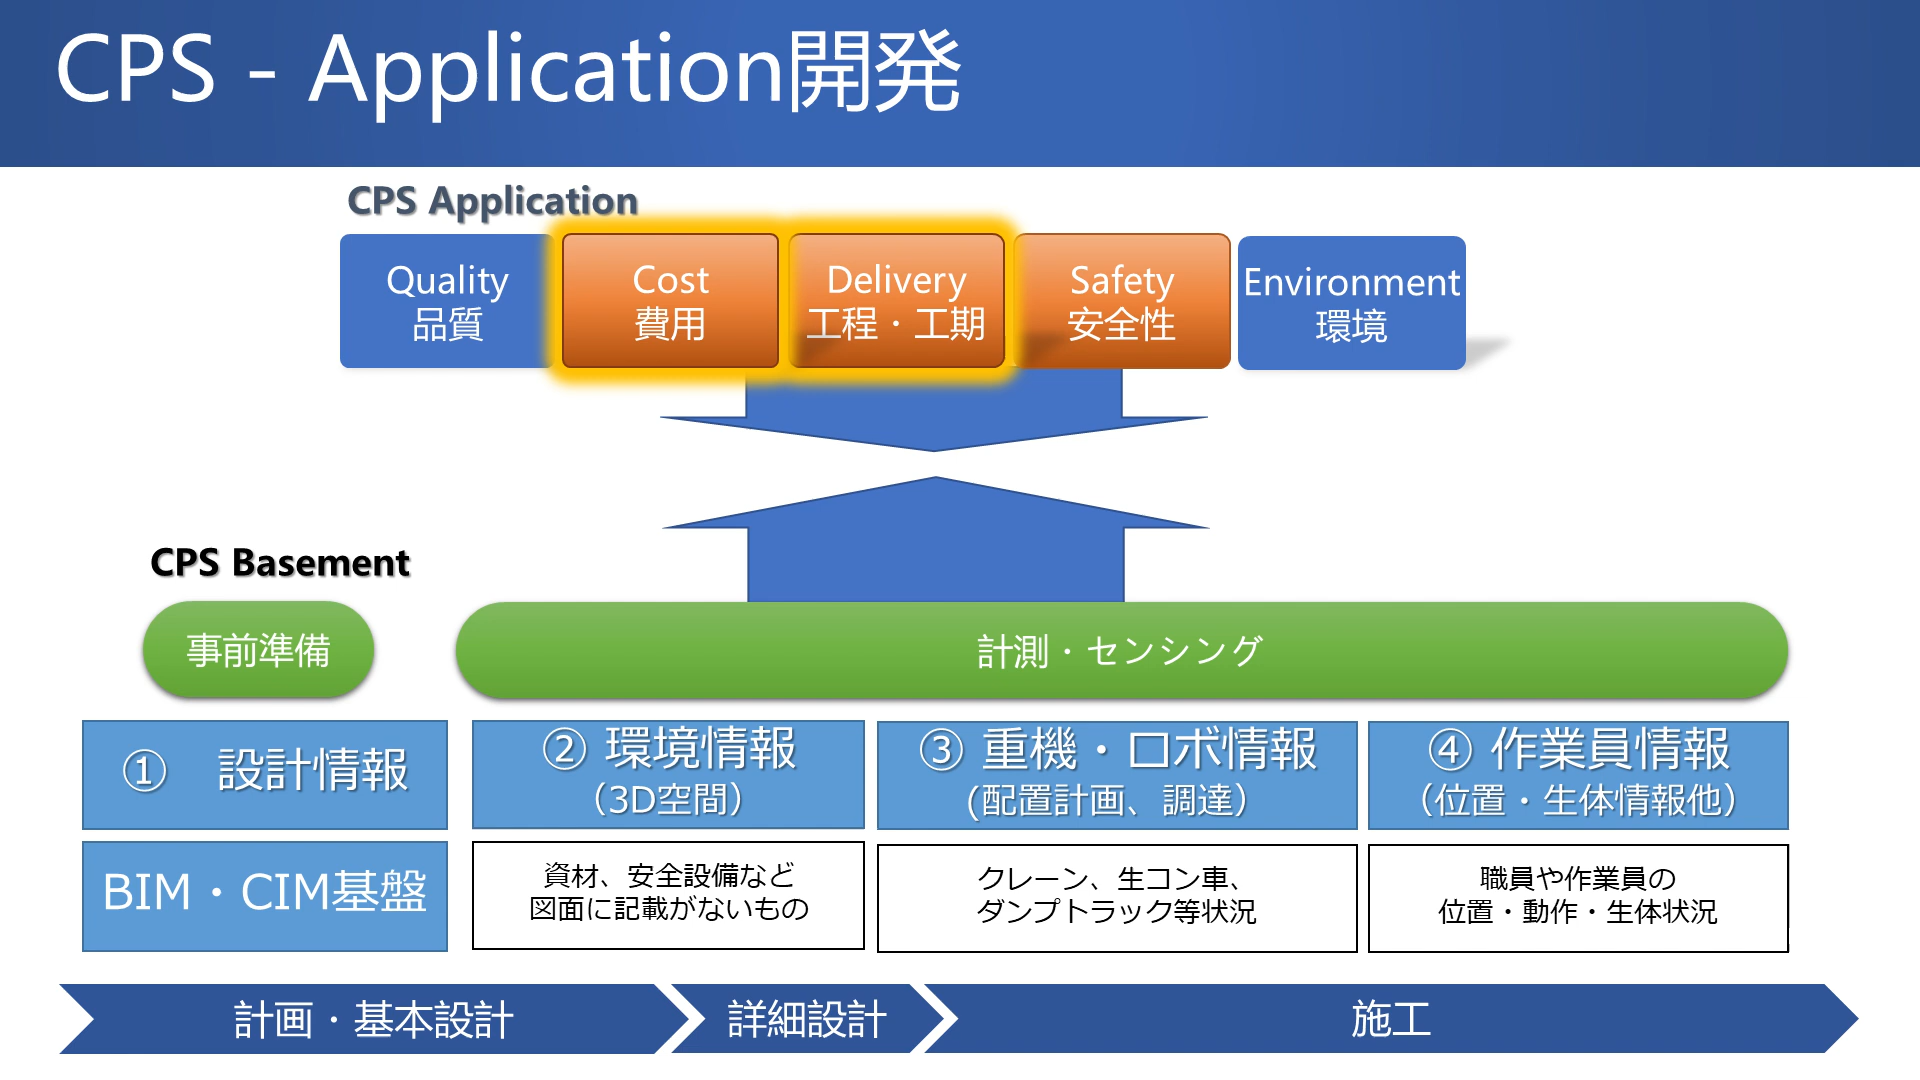 CPS - Application開発
CPS Application
Quality
品質
Cost
費用
Delivery
工程・工期
Safety
安全性
Environment
環境
CPS Basement
事前準備
計測・センシング
① 設計情報
② 環境情報
（3D空間）
③ 重機・ロボ情報
(配置計画、調達）
④ 作業員情報
（位置・生体情報他）
BIM・CIM基盤
資材、安全設備など
図面に記載がないもの
クレーン、生コン車、
ダンプトラック等状況
職員や作業員の
位置・動作・生体状況
計画・基本設計
詳細設計
施工